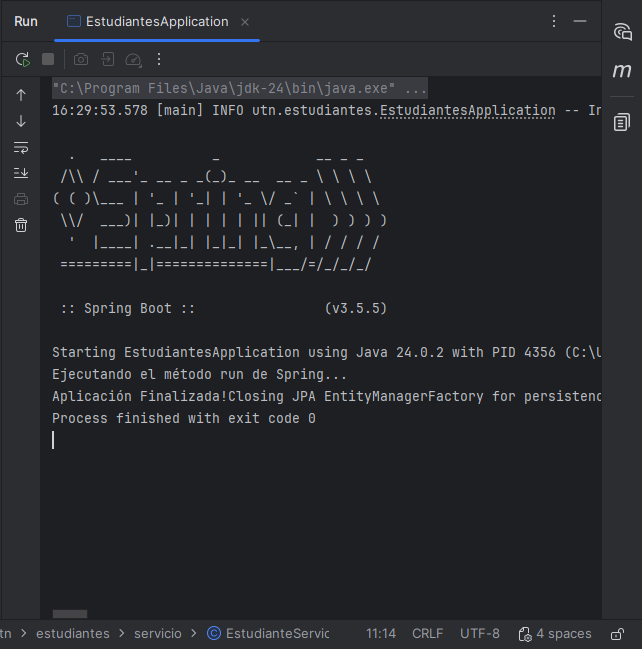 Run EstudiantesApplication
"C:\Program Files\Java\jdk-24\bin\java.exe" ...
16:29:53.578 [main] INFO utn.estudiantes.EstudiantesApplication -- In
  .   ____          _            __ _ _
 /\\ / ___'_ __ _ _(_)_ __  __ _ \ \ \ \
( ( )\___ | '_ | '_| | '_ \/ _` | \ \ \ \
 \\/  ___)| |_)| | | | | || (_| |  ) ) ) )
  '  |____| .__|_| |_|_| |_\__, | / / / /
 =========|_|==============|___/=/_/_/_/
 :: Spring Boot ::                (v3.5.5)
Starting EstudiantesApplication using Java 24.0.2 with PID 4356 (C:\U
Ejecutando el método run de Spring...
Aplicación Finalizada!Closing JPA EntityManagerFactory for persistenc
Process finished with exit code 0
m
tn > estudiantes > servicio > EstudianteServic 11:14 CRLF UTF-8 4 spaces